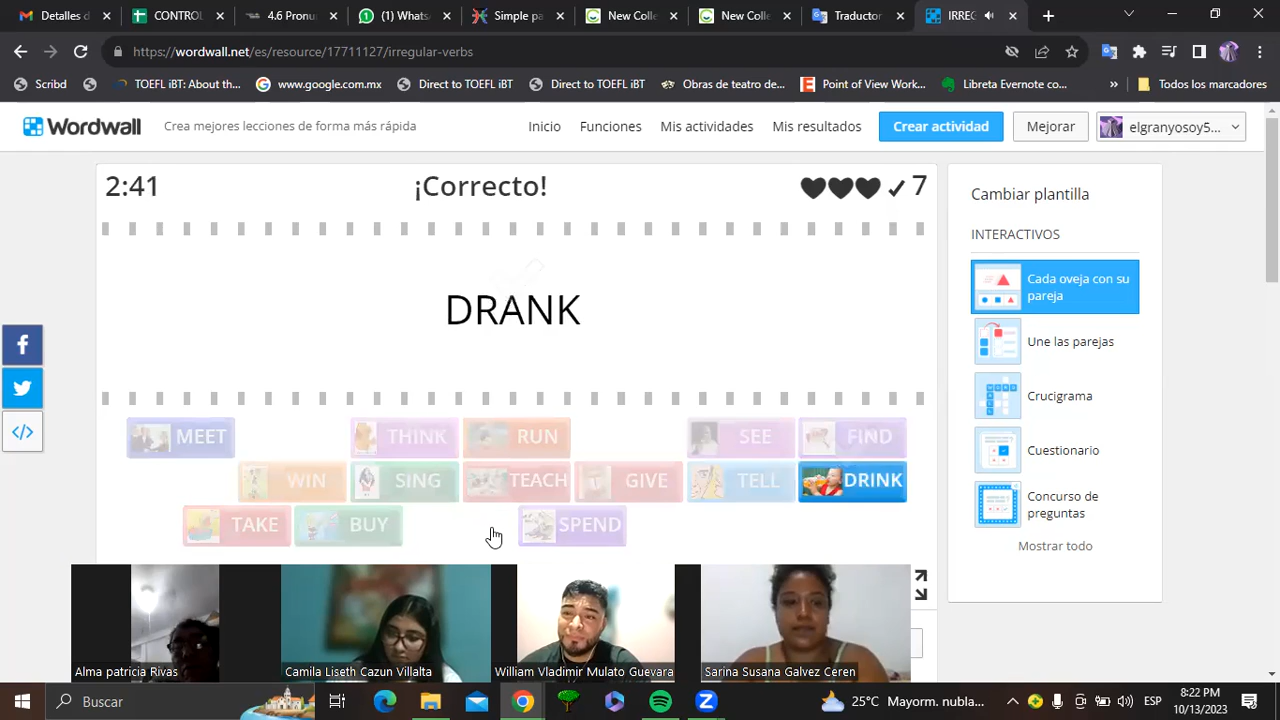 Detalles d
CONTROL
4.6 Pronur
(1) Whats
Simple pa
New Colle
New Colle
Traductor
IRREG
https://wordwall.net/es/resource/17711127/irregular-verbs
Scribd
TOEFL iBT: About th...
www.google.com.mx
Direct to TOEFL iBT
Direct to TOEFL iBT
Obras de teatro de...
Point of View Work...
Libreta Evernote co...
»
Todos los marcadores
Wordwall
Crea mejores lecciones de forma más rápida
Inicio
Funciones
Mis actividades
Mis resultados
Crear actividad
Mejorar
elgranyosoy5...
2:41
¡Correcto!
7
DRANK
MEET
THINK
RUN
SEE
FIND
SING
TEACH
GIVE
TELL
DRINK
TAKE
BUY
SPEND
Cambiar plantilla
INTERACTIVOS
Cada oveja con su
pareja
Une las parejas
Crucigrama
Cuestionario
Concurso de
preguntas
Mostrar todo
Alma patricia Rivas
Camila Liseth Cazun Villalta
William Vladimir Mulato Guevara
Sarina Susana Galvez Ceren
Buscar
25°C Mayorm. nubla...
ESP
8:22 PM
10/13/2023